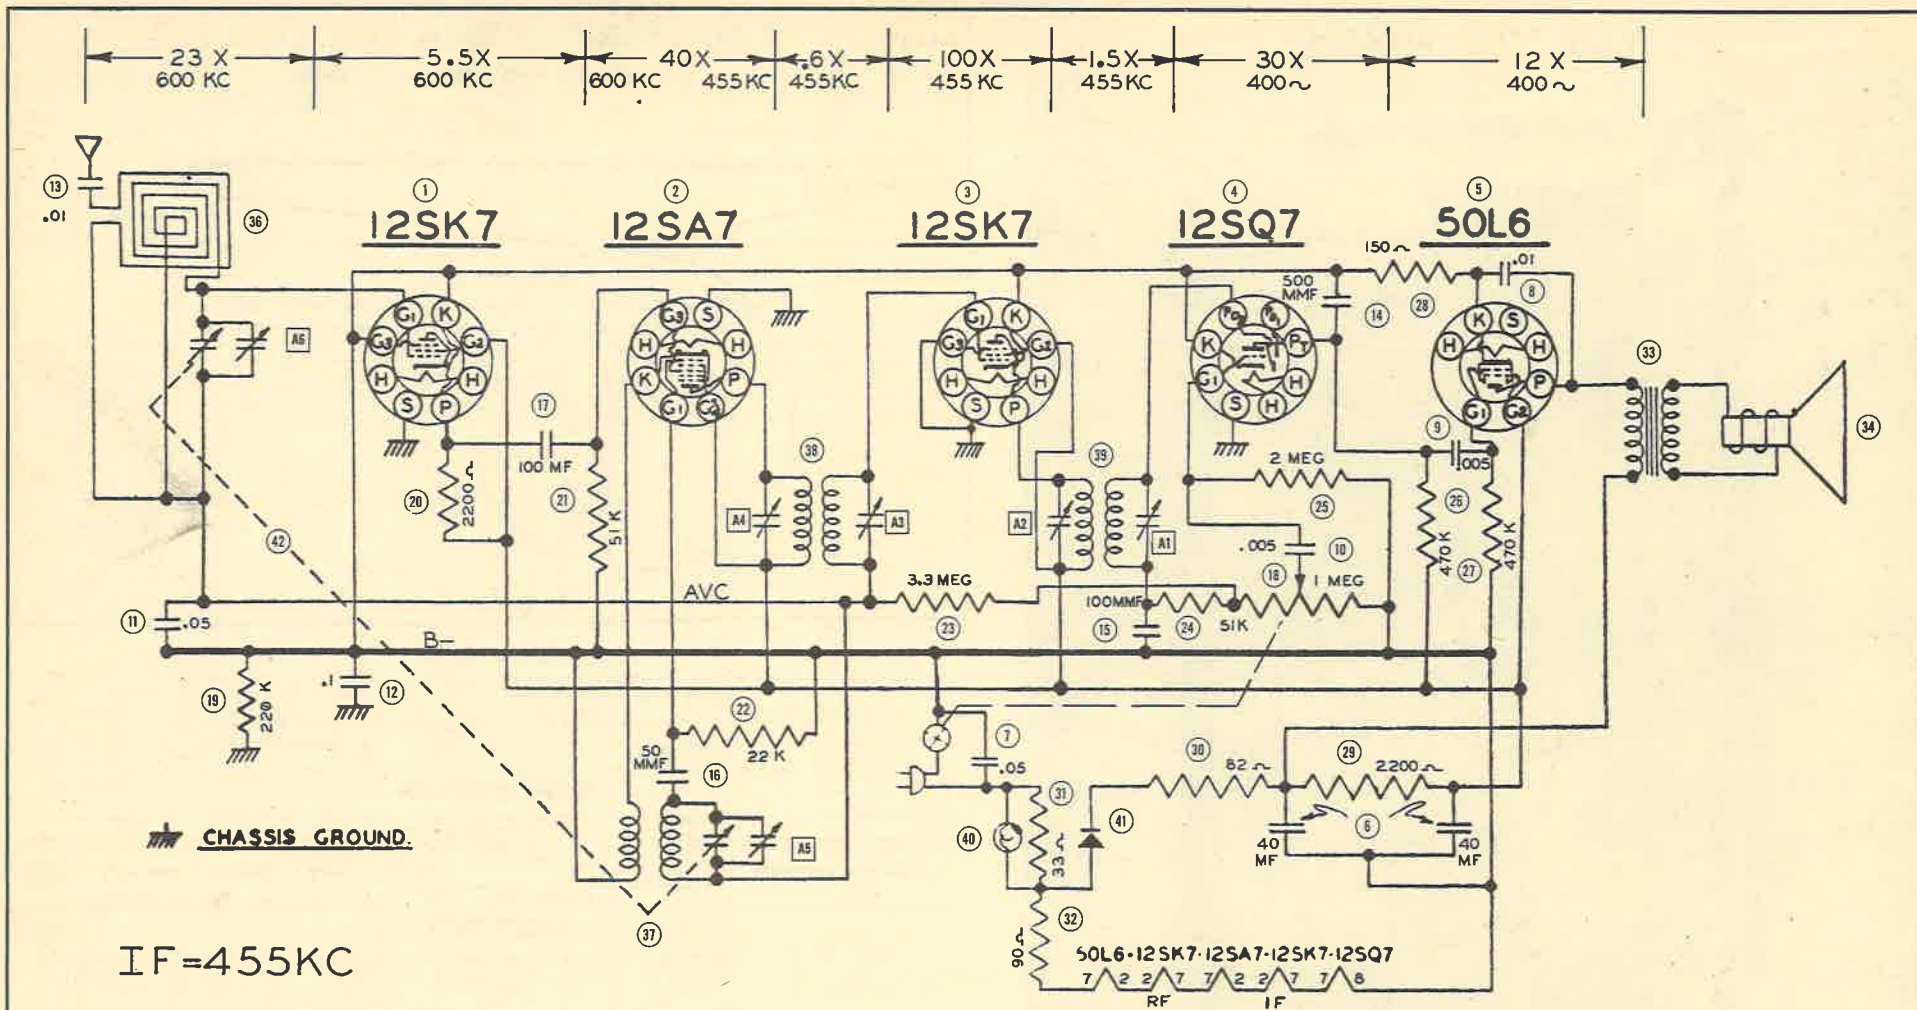 23 X 5.5X 40X .6X 100X 1.5X 30X 12 X
600 KC 600 KC 600 KC 455KC 455KC 455 KC 455KC 400~ 400~
13
.01
36
1
12SK7
2
12SA7
3
12SK7
4
12SQ7
5
50L6
150~
28
.01
8
500
MMF
14
A6
G1 K G3 G2 H H S P
G3 S H H K P G1 G2
G1 K G3 G2 H H S P
PD2 PD1 K PT G1 H S H
K S H H P G1 G2
33
34
17
100 MF
20
2200~
21
51K
38
A4
A3
39
A2
A1
2 MEG
25
.005
10
18
1 MEG
9
.005
26
470K
27
470K
42
AVC
3.3 MEG
23
100MMF
15
24
51K
11
.05
B-
19
220 K
.1
12
22
22 K
50
MMF
16
7
.05
30
82~
29
2200~
31
33~
40
41
6
40
MF
40
MF
CHASSIS GROUND.
A5
37
32
90~
50L6·12SK7·12SA7·12SK7·12SQ7
7 2 2 7 7 2 2 7 7 8
RF IF
IF=455KC